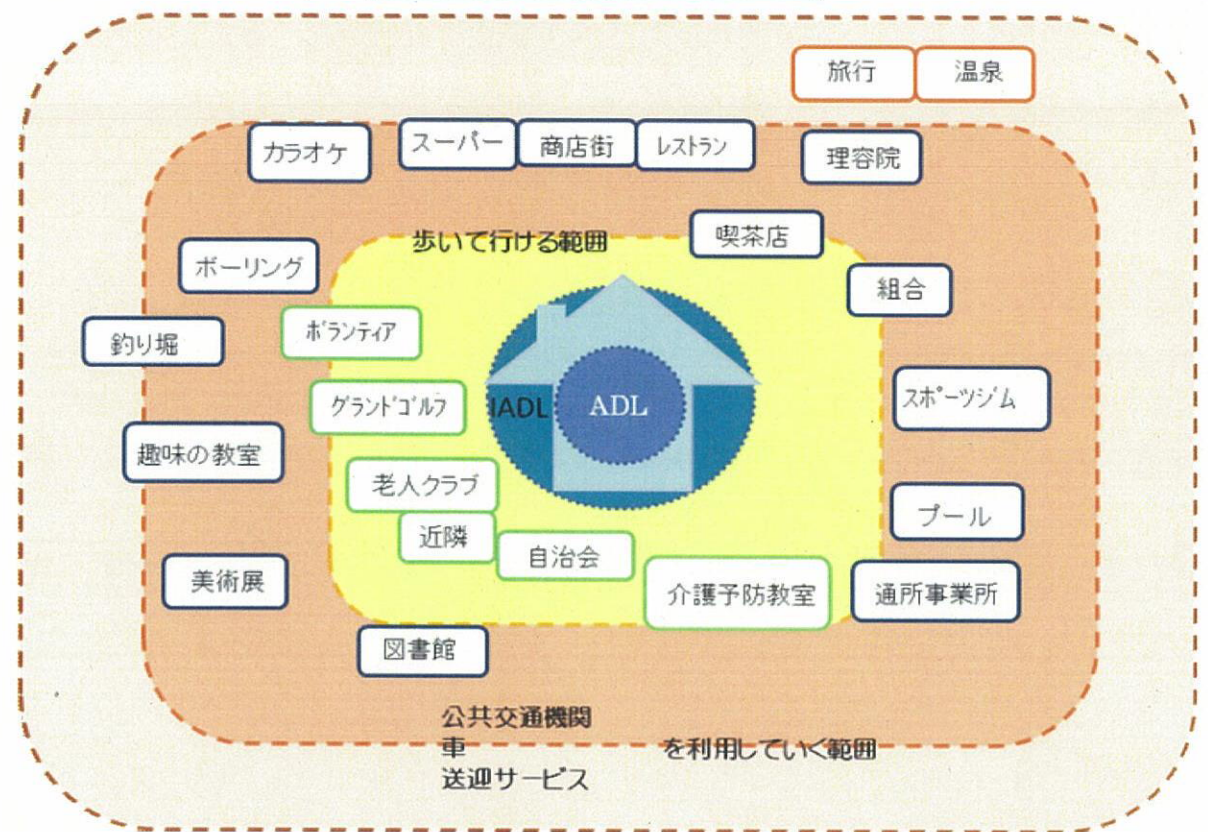 旅行
温泉
カラオケ
スーパー
商店街
レストラン
理容院
歩いて行ける範囲
喫茶店
ボーリング
組合
釣り堀
ボランティア
グランドゴルフ
IADL
ADL
スポーツジム
趣味の教室
老人クラブ
プール
近隣
自治会
美術展
介護予防教室
通所事業所
図書館
公共交通機関
車
を利用していく範囲
送迎サービス